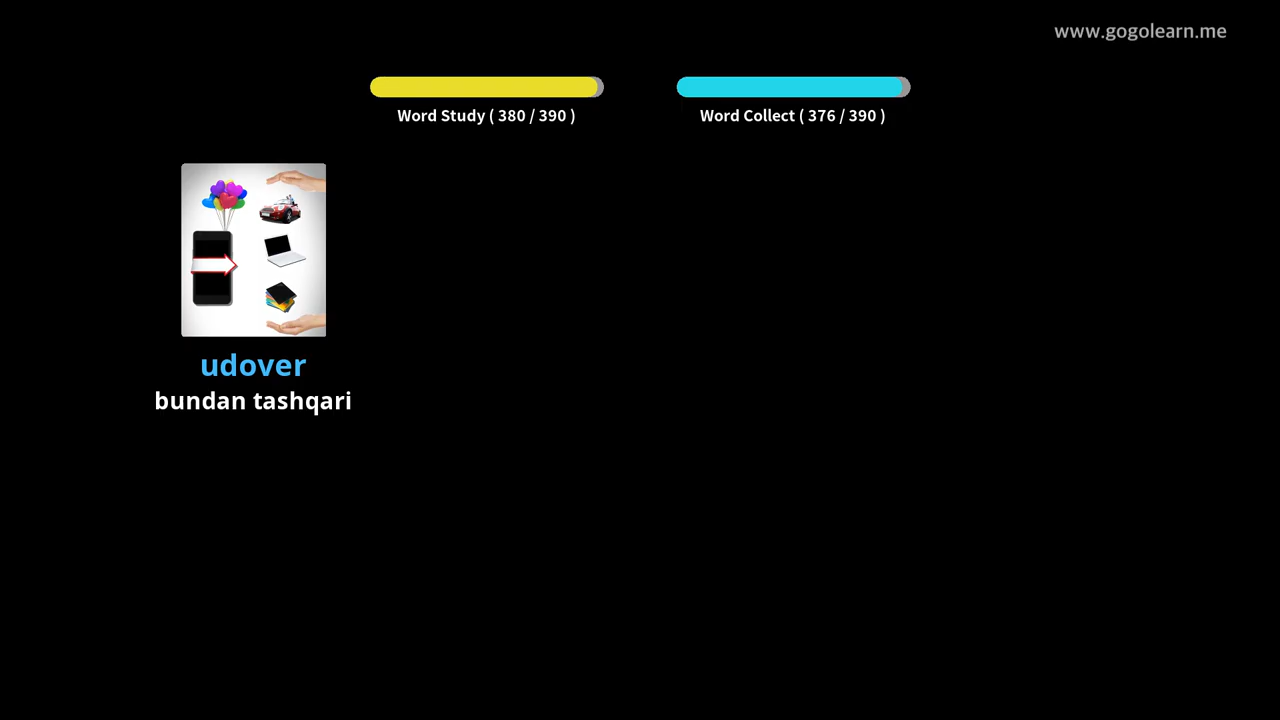 www.gogolearn.me
Word Study ( 380 / 390 )
Word Collect ( 376 / 390 )
udover
bundan tashqari